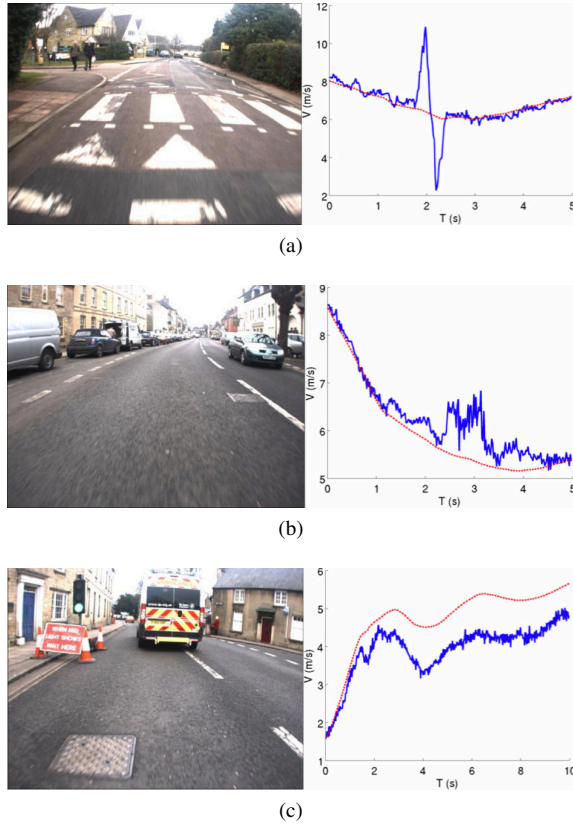 12
10
8
6
4
2
V (m/s)
0 1 2 3 4 5
T (s)
(a)
9
8
7
6
5
V (m/s)
0 1 2 3 4 5
T (s)
(b)
WHEN RED
LIGHT SHOWS
WAIT HERE
6
5
4
3
2
1
V (m/s)
0 2 4 6 8 10
T (s)
(c)